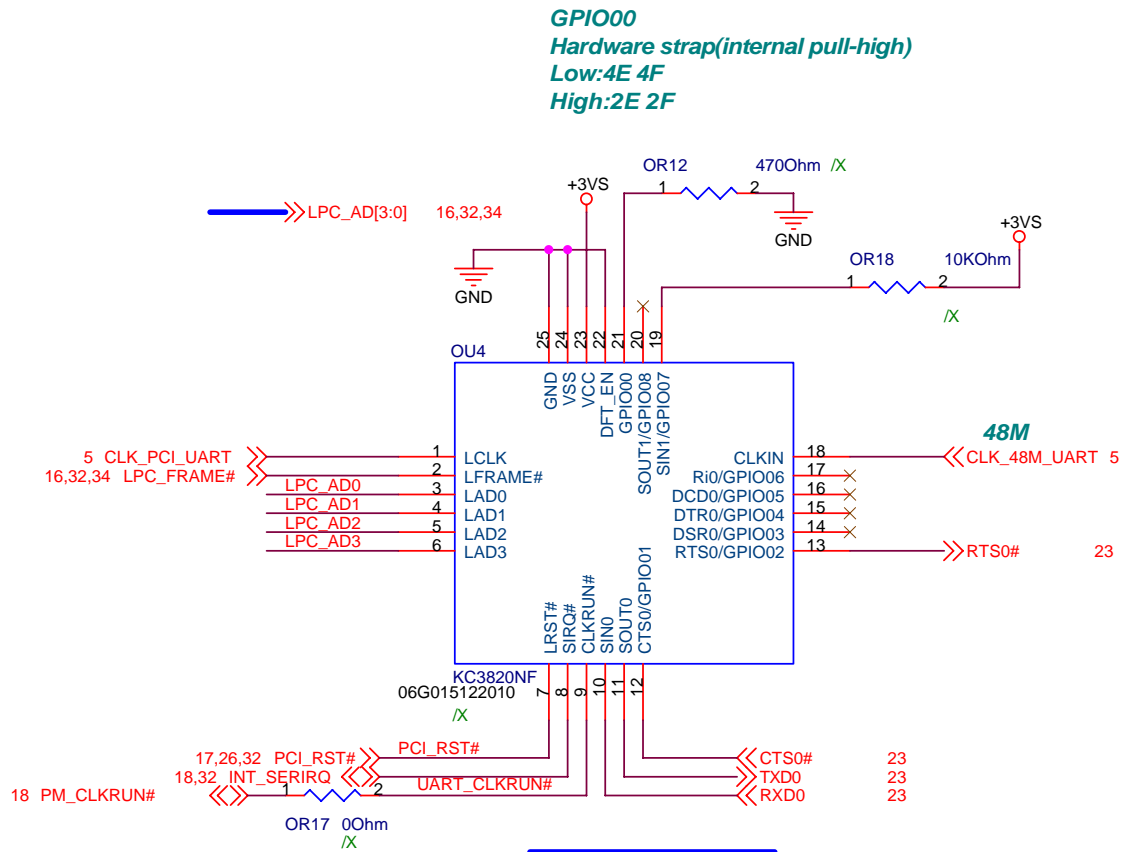 GPIO00
Hardware strap(internal pull-high)
Low:4E 4F
High:2E 2F
OR12 470Ohm /X
1 2
+3VS
LPC_AD[3:0] 16,32,34
GND
+3VS
OR18 10KOhm
1 2
GND
/X
25 24 23 22 21 20 19
OU4
GND
VSS
VCC
DFT_EN
GPIO00
SOUT1/GPIO08
SIN1/GPIO07
48M
5 CLK_PCI_UART 1 LCLK
CLKIN 18 CLK_48M_UART 5
16,32,34 LPC_FRAME# 2 LFRAME#
Ri0/GPIO06 17
LPC_AD0 3 LAD0
DCD0/GPIO05 16
LPC_AD1 4 LAD1
DTR0/GPIO04 15
LPC_AD2 5 LAD2
DSR0/GPIO03 14
LPC_AD3 6 LAD3
RTS0/GPIO02 13 RTS0# 23
LRST#
SIRQ#
CLKRUN#
SIN0
SOUT0
CTS0/GPIO01
KC3820NF
06G015122010
/X
7 8 9 10 11 12
17,26,32 PCI_RST# PCI_RST#
CTS0# 23
18,32 INT_SERIRQ
TXD0 23
18 PM_CLKRUN# 1 2 UART_CLKRUN#
RXD0 23
OR17 0Ohm
/X